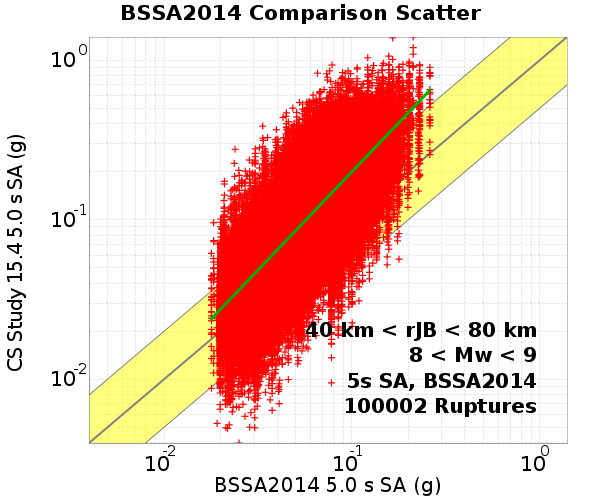 BSSA2014 Comparison Scatter
CS Study 15.4 5.0 s SA (g)
10^0
10^-1
10^-2
40 km < rJB < 80 km
8 < Mw < 9
5s SA, BSSA2014
100002 Ruptures
10^-2 10^-1 10^0
BSSA2014 5.0 s SA (g)